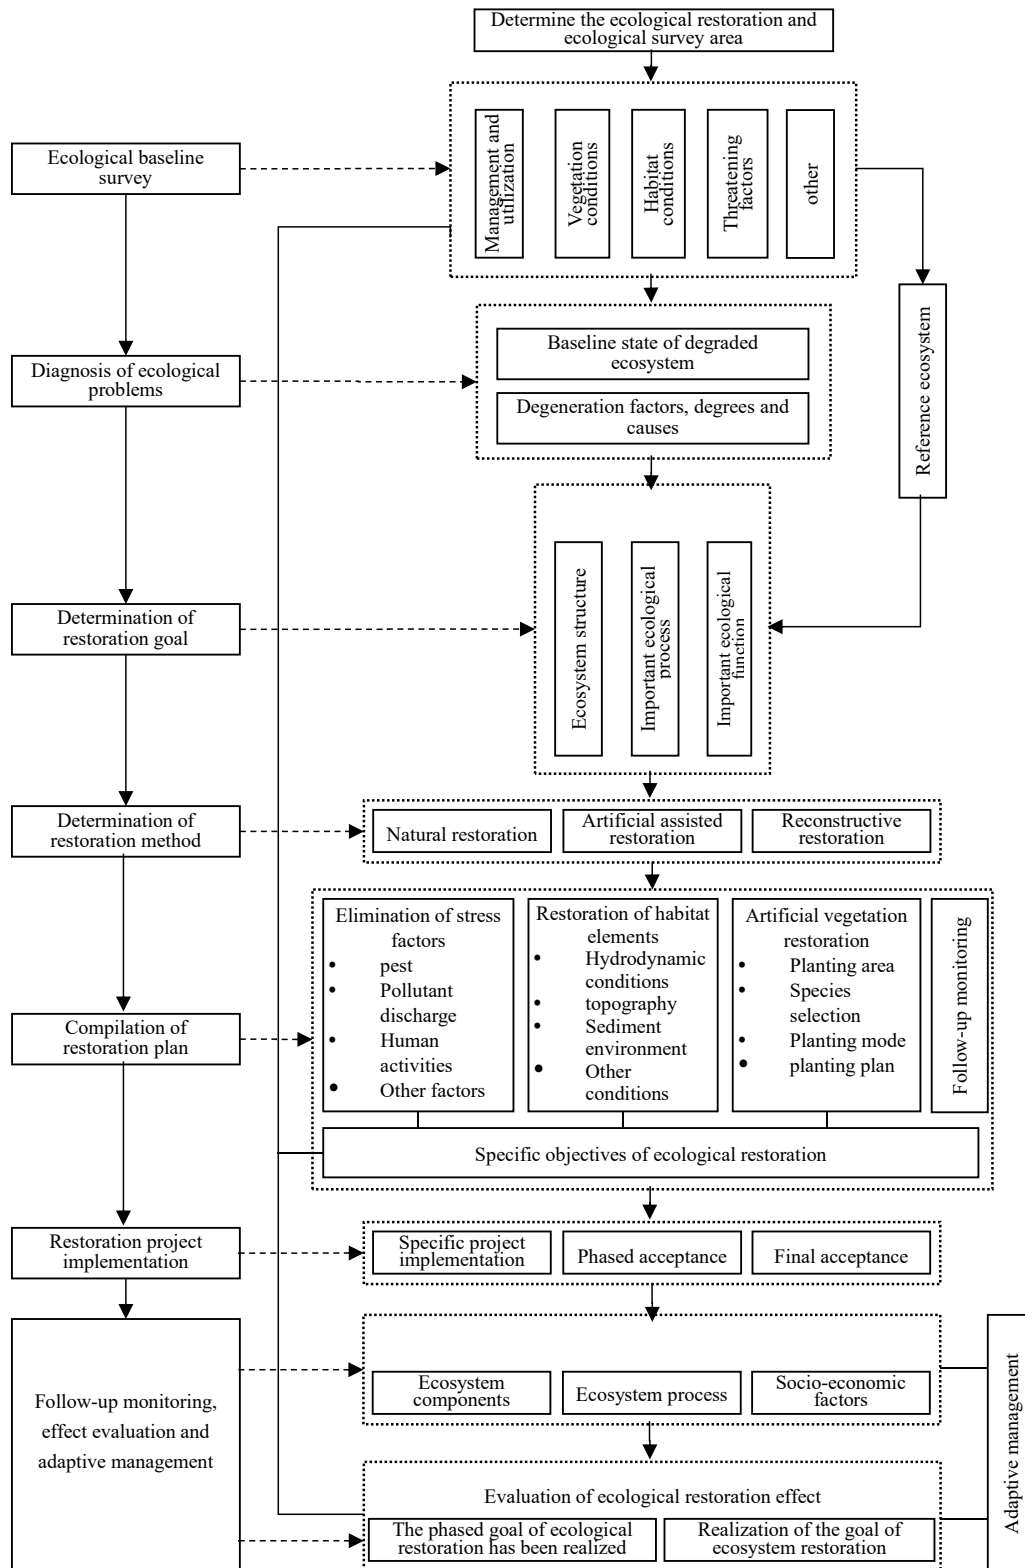 Determine the ecological restoration and
ecological survey area
Ecological baseline
survey
Management and
utilization
Vegetation
conditions
Habitat
conditions
Threatening
factors
other
Reference ecosystem
Diagnosis of ecological
problems
Baseline state of degraded
ecosystem
Degeneration factors, degrees and
causes
Determination of
restoration goal
Ecosystem structure
Important ecological
process
Important ecological
function
Determination of
restoration method
Natural restoration
Artificial assisted
restoration
Reconstructive
restoration
Compilation of
restoration plan
Elimination of stress
factors
• pest
• Pollutant
discharge
• Human
activities
• Other factors
Restoration of habitat
elements
• Hydrodynamic
conditions
• topography
• Sediment
environment
• Other
conditions
Artificial vegetation
restoration
• Planting area
• Species
selection
• Planting mode
• planting plan
Follow-up monitoring
Specific objectives of ecological restoration
Restoration project
implementation
Specific project
implementation
Phased acceptance
Final acceptance
Follow-up monitoring,
effect evaluation and
adaptive management
Ecosystem
components
Ecosystem process
Socio-economic
factors
Adaptive management
Evaluation of ecological restoration effect
The phased goal of ecological
restoration has been realized
Realization of the goal of
ecosystem restoration